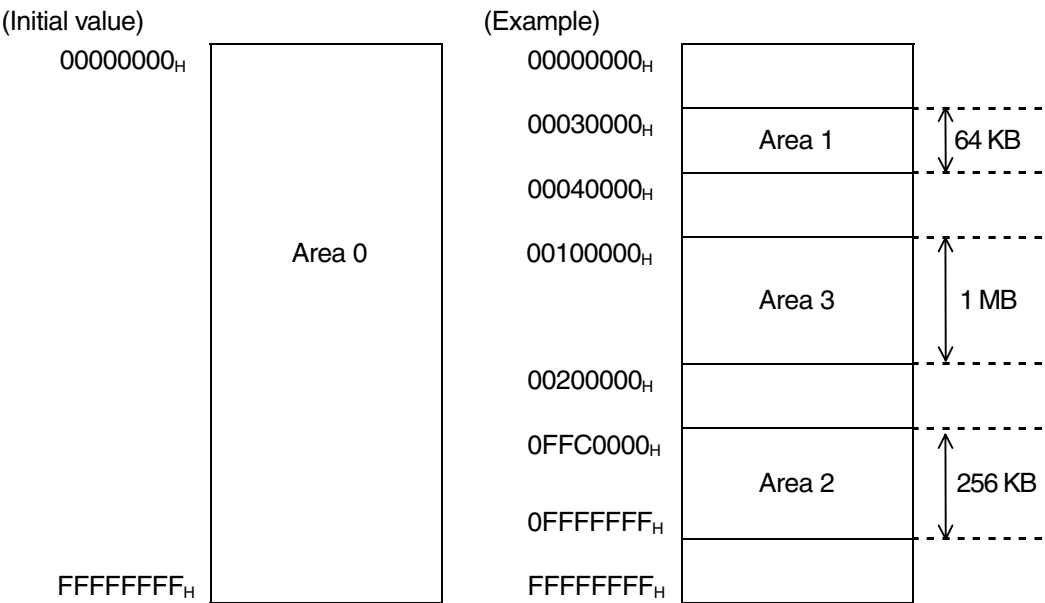 (Initial value)
00000000H
Area 0
FFFFFFFFH
(Example)
00000000H
00030000H
Area 1
64 KB
00040000H
00100000H
Area 3
1 MB
00200000H
0FFC0000H
Area 2
256 KB
0FFFFFFFH
FFFFFFFFH